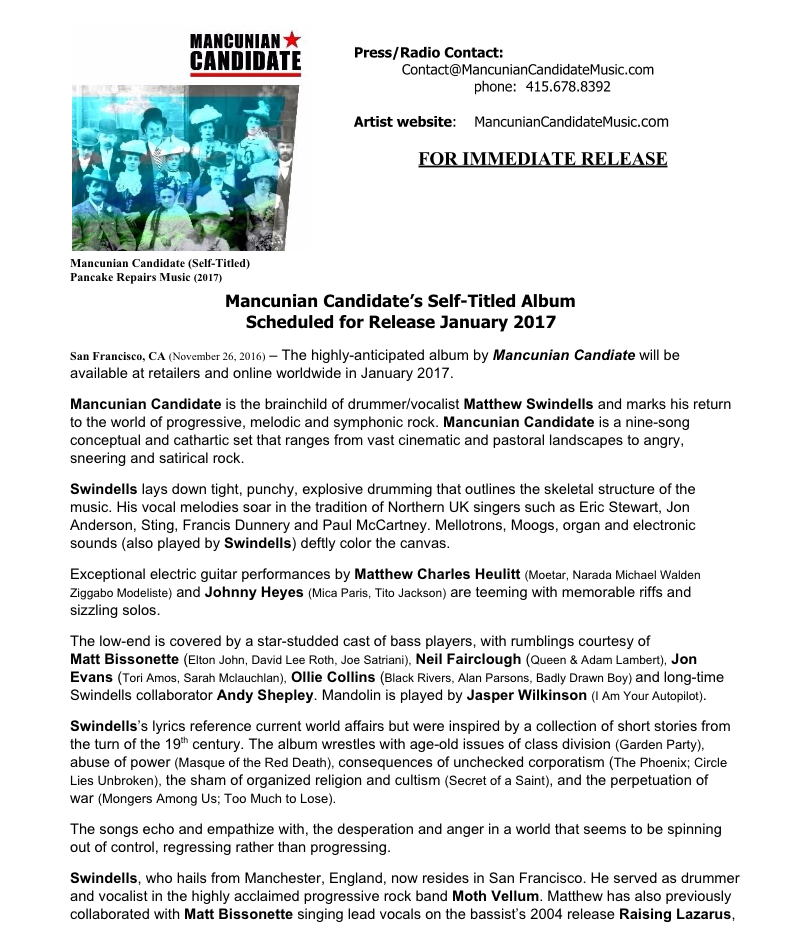 MANCUNIAN
CANDIDATE
Press/Radio Contact:
Contact@MancunianCandidateMusic.com
phone: 415.678.8392
Artist website: MancunianCandidateMusic.com
FOR IMMEDIATE RELEASE
Mancunian Candidate (Self-Titled)
Pancake Repairs Music (2017)
Mancunian Candidate’s Self-Titled Album
Scheduled for Release January 2017
San Francisco, CA (November 26, 2016) – The highly-anticipated album by Mancunian Candiate will be
available at retailers and online worldwide in January 2017.
Mancunian Candidate is the brainchild of drummer/vocalist Matthew Swindells and marks his return
to the world of progressive, melodic and symphonic rock. Mancunian Candidate is a nine-song
conceptual and cathartic set that ranges from vast cinematic and pastoral landscapes to angry,
sneering and satirical rock.
Swindells lays down tight, punchy, explosive drumming that outlines the skeletal structure of the
music. His vocal melodies soar in the tradition of Northern UK singers such as Eric Stewart, Jon
Anderson, Sting, Francis Dunnery and Paul McCartney. Mellotrons, Moogs, organ and electronic
sounds (also played by Swindells) deftly color the canvas.
Exceptional electric guitar performances by Matthew Charles Heulitt (Moetar, Narada Michael Walden
Ziggabo Modeliste) and Johnny Heyes (Mica Paris, Tito Jackson) are teeming with memorable riffs and
sizzling solos.
The low-end is covered by a star-studded cast of bass players, with rumblings courtesy of
Matt Bissonette (Elton John, David Lee Roth, Joe Satriani), Neil Fairclough (Queen & Adam Lambert), Jon
Evans (Tori Amos, Sarah Mclauchlan), Ollie Collins (Black Rivers, Alan Parsons, Badly Drawn Boy) and long-time
Swindells collaborator Andy Shepley. Mandolin is played by Jasper Wilkinson (I Am Your Autopilot).
Swindells’s lyrics reference current world affairs but were inspired by a collection of short stories from
the turn of the 19th century. The album wrestles with age-old issues of class division (Garden Party),
abuse of power (Masque of the Red Death), consequences of unchecked corporatism (The Phoenix; Circle
Lies Unbroken), the sham of organized religion and cultism (Secret of a Saint), and the perpetuation of
war (Mongers Among Us; Too Much to Lose).
The songs echo and empathize with, the desperation and anger in a world that seems to be spinning
out of control, regressing rather than progressing.
Swindells, who hails from Manchester, England, now resides in San Francisco. He served as drummer
and vocalist in the highly acclaimed progressive rock band Moth Vellum. Matthew has also previously
collaborated with Matt Bissonette singing lead vocals on the bassist’s 2004 release Raising Lazarus,